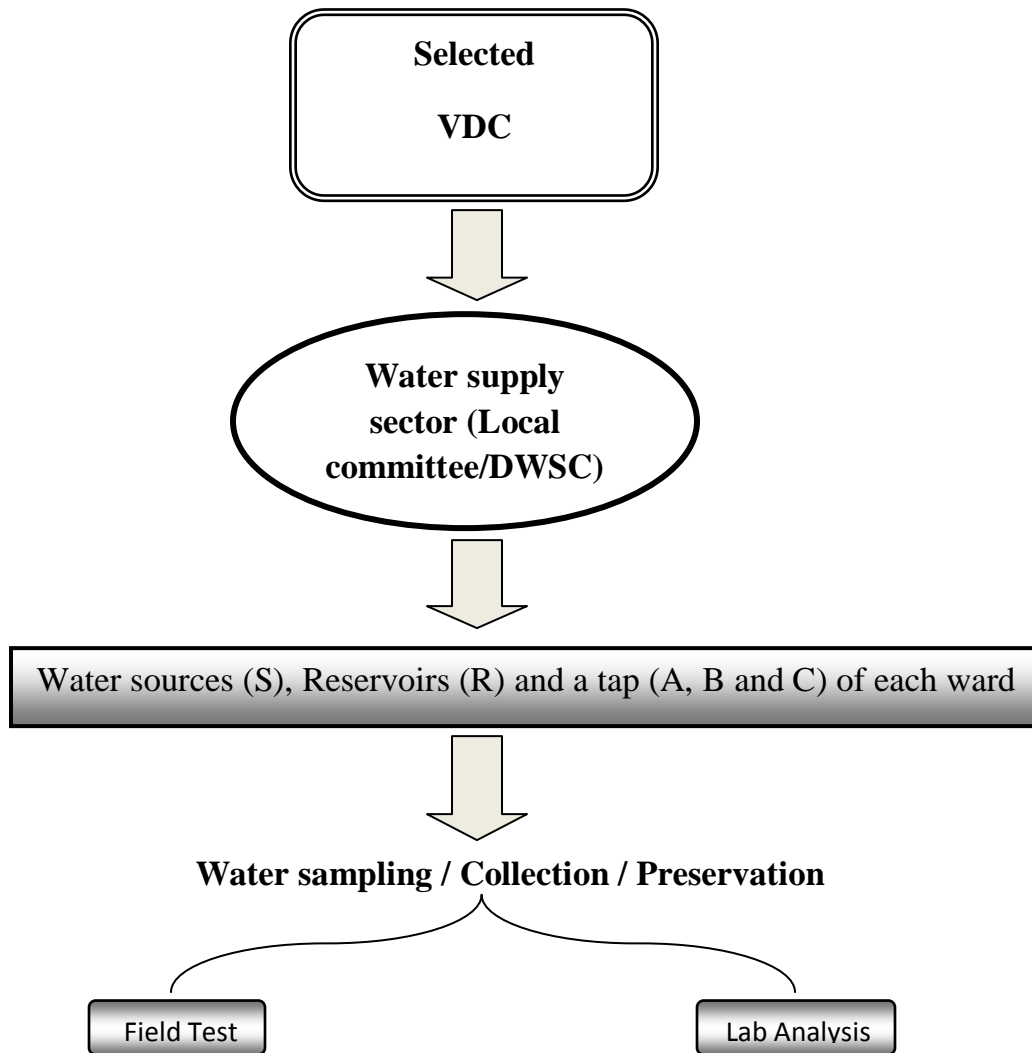 Selected
VDC
Water supply
sector (Local
committee/DWSC)
Water sources (S), Reservoirs (R) and a tap (A, B and C) of each ward
Water sampling / Collection / Preservation
Field Test
Lab Analysis